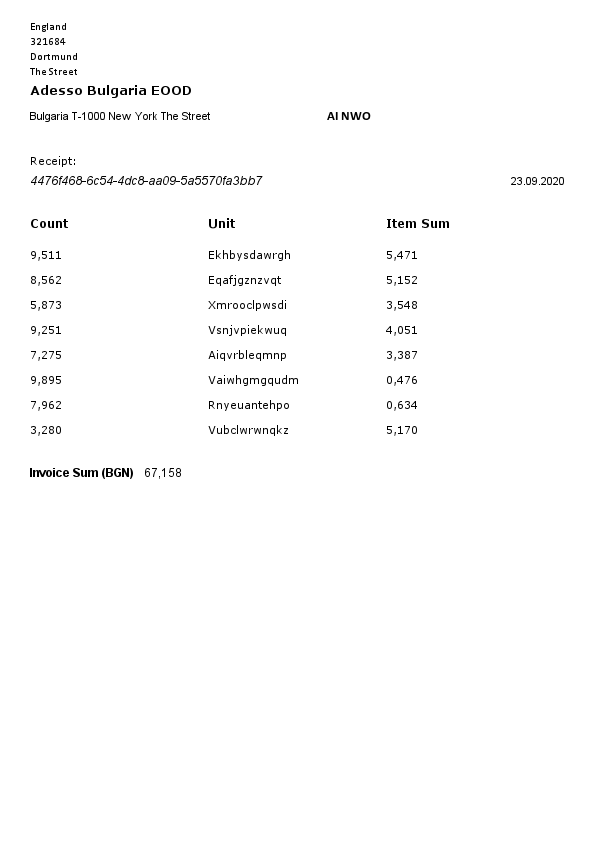 England
321684
Dortmund
The Street
Adesso Bulgaria EOOD
Bulgaria T-1000 New York The Street AI NWO
Receipt:
4476f468-6c54-4dc8-aa09-5a5570fa3bb7 23.09.2020
Count Unit Item Sum
9,511 Ekhbysdawrgh 5,471
8,562 Eqafjgznzvqt 5,152
5,873 Xmrooclpwsdi 3,548
9,251 Vsnjvpiekwuq 4,051
7,275 Aiqvrbleqmnp 3,387
9,895 Vaiwhgmgqudm 0,476
7,962 Rnyeuantehpo 0,634
3,280 Vubclwrwnqkz 5,170
Invoice Sum (BGN) 67,158